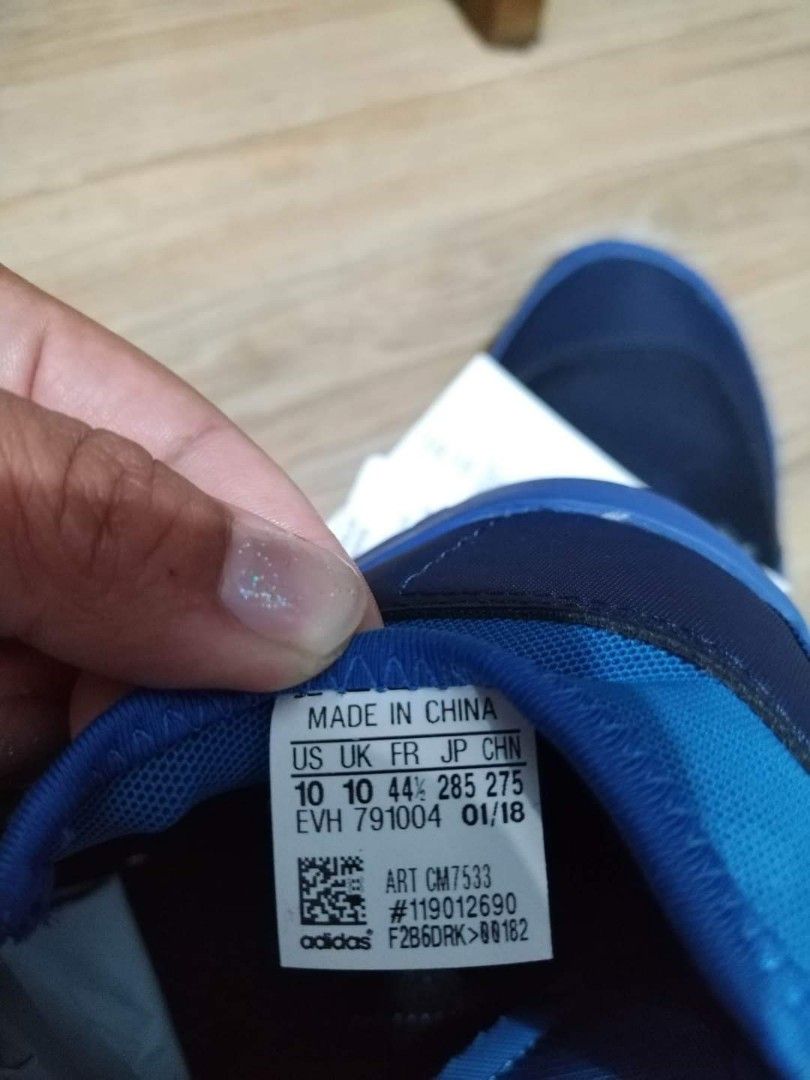 MADE IN CHINA
US UK FR JP CHN
10 10 44½ 285 275
EVH 791004 01/18
ART CM7533
#119012690
adidas F2B6DRK>00182